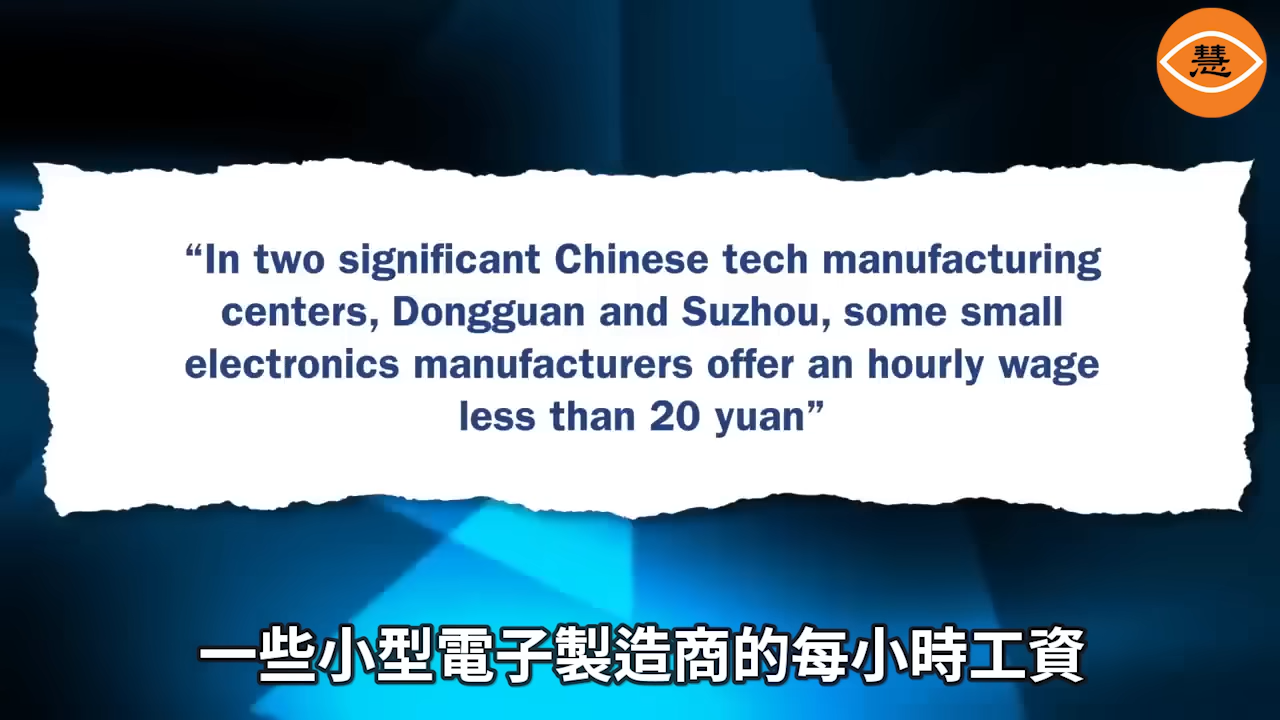 慧
“In two significant Chinese tech manufacturing
centers, Dongguan and Suzhou, some small
electronics manufacturers offer an hourly wage
less than 20 yuan”
一些小型電子製造商的每小時工資